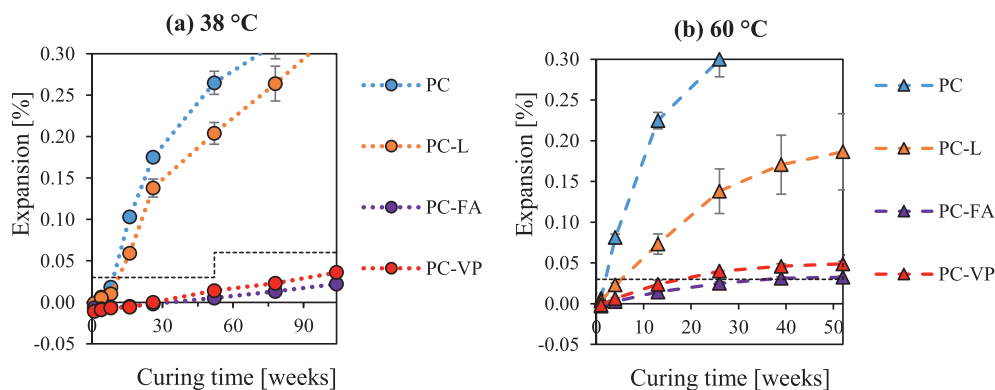 (a) 38 °C
Expansion [%]
0.30
0.25
0.20
0.15
0.10
0.05
0.00
-0.05
0 30 60 90
Curing time [weeks]
PC
PC-L
PC-FA
PC-VP
(b) 60 °C
Expansion [%]
0.30
0.25
0.20
0.15
0.10
0.05
0.00
-0.05
0 10 20 30 40 50
Curing time [weeks]
PC
PC-L
PC-FA
PC-VP